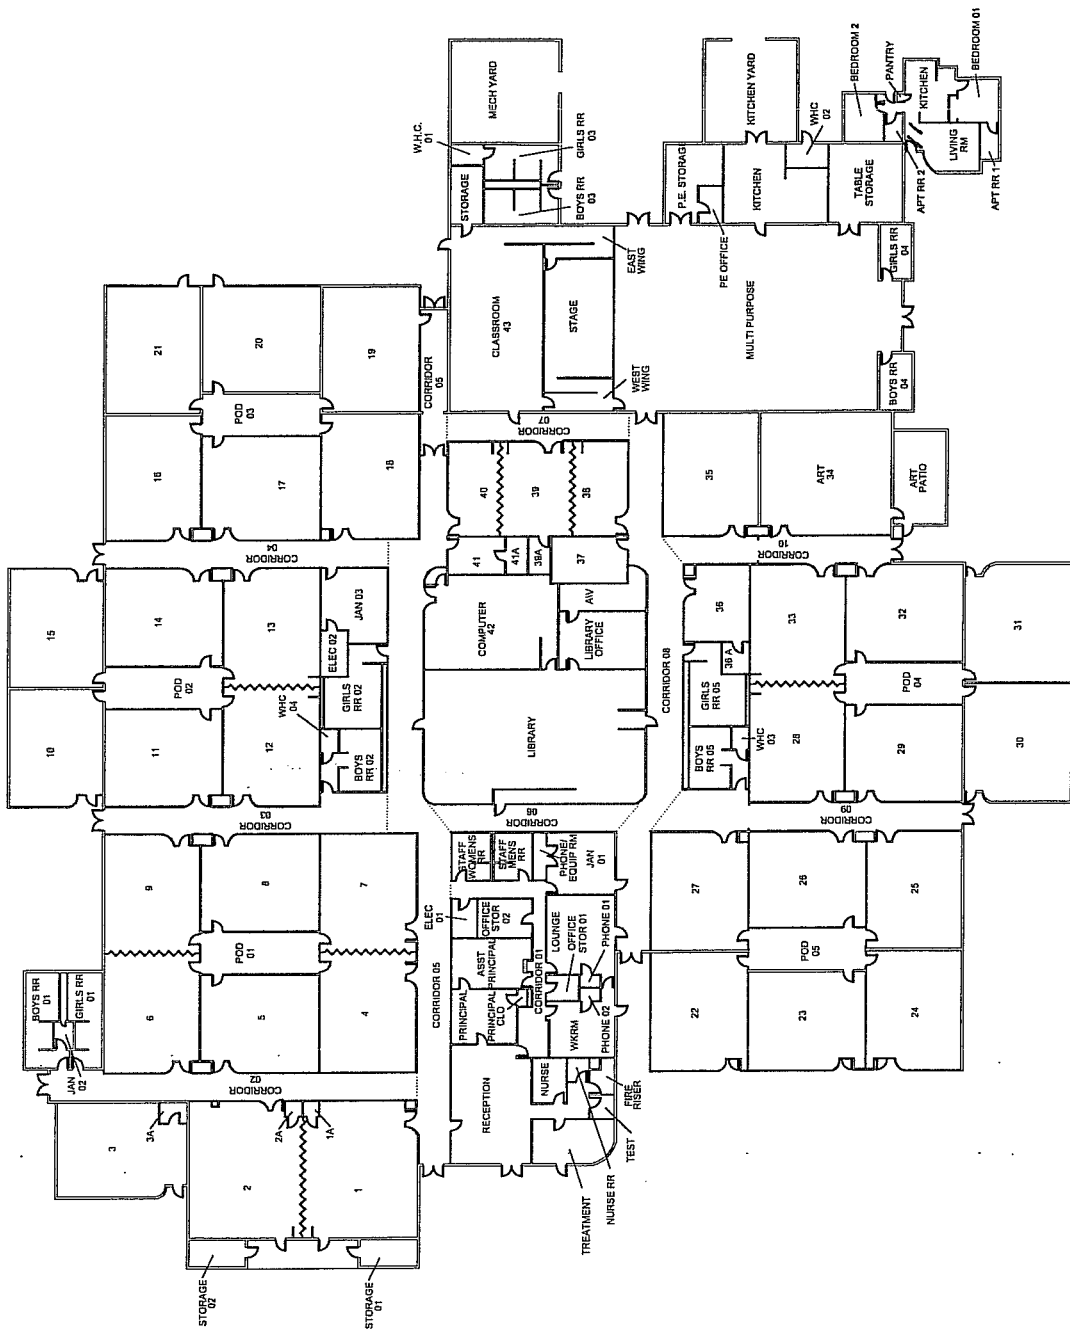 MECH YARD
W.H.C.
01
GIRLS RR
03
BOYS RR
03
STORAGE
KITCHEN YARD
WHC
02
BEDROOM 2
PANTRY
KITCHEN
BEDROOM 01
LIVING
RM
APT RR 2
APT RR 1
P.E. STORAGE
PE OFFICE
KITCHEN
TABLE
STORAGE
GIRLS RR
04
BOYS RR
04
EAST
WING
CLASSROOM
43
STAGE
WEST
WING
MULTI PURPOSE
21
20
19
POD
03
CORRIDOR
05
16
17
18
CORRIDOR
07
40
39
38
35
ART
34
ART
PATIO
CORRIDOR
04
41
41A
39A
37
CORRIDOR
10
15
14
13
JAN 03
ELEC 02
COMPUTER
42
A/V
LIBRARY
OFFICE
36
36 A
33
32
31
POD
02
GIRLS
RR 02
WHC
04
CORRIDOR 08
GIRLS
RR 05
POD
04
10
11
12
BOYS
RR 02
LIBRARY
BOYS
RR 05
WHC
03
28
29
30
CORRIDOR
03
CORRIDOR
06
CORRIDOR
09
9
8
7
STAFF
WOMENS
RR
STAFF
MENS
RR
PHONE/
EQUIP RM
JAN
01
27
26
25
ELEC
01
OFFICE
STOR
02
LOUNGE
OFFICE
STOR 01
PHONE 01
POD
01
CORRIDOR 05
ASST
PRINCIPAL
CORRIDOR 01
POD
05
BOYS RR
01
GIRLS RR
01
JAN
02
6
5
4
PRINCIPAL
PRINCIPAL
CLO
WKRM
PHONE 02
22
23
24
CORRIDOR
02
RECEPTION
NURSE
FIRE
RISER
3
3A
2A
1A
TEST
NURSE RR
TREATMENT
2
1
STORAGE
02
STORAGE
01